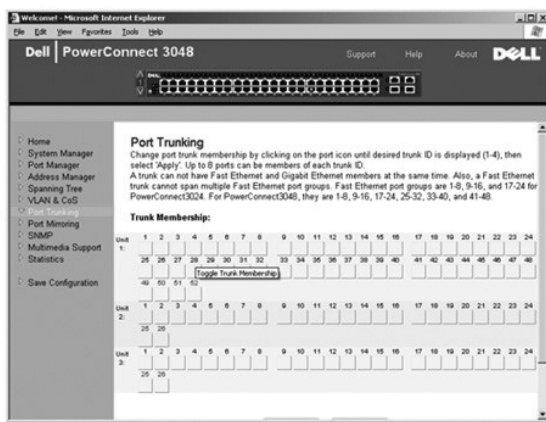 Welcome! - Microsoft Internet Explorer
File Edit View Favorites Tools Help
Dell PowerConnect 3048
Support Help About DELL
Home
System Manager
Port Manager
Address Manager
Spanning Tree
VLAN & CoS
Port Trunking
Port Mirroring
SNMP
Multimedia Support
Statistics
Save Configuration
Port Trunking
Change port trunk membership by clicking on the port icon until desired trunk ID is displayed (1-4), then
select 'Apply'. Up to 8 ports can be members of each trunk ID.
A trunk can not have Fast Ethernet and Gigabit Ethernet members at the same time. Also, a Fast Ethernet
trunk cannot span multiple Fast Ethernet port groups. Fast Ethernet port groups are 1-8, 9-16, and 17-24 for
PowerConnect3024. For PowerConnect3048, they are 1-8, 9-16, 17-24, 25-32, 33-40, and 41-48.
Trunk Membership:
Unit 1: 1 2 3 4 5 6 7 8 9 10 11 12 13 14 15 16 17 18 19 20 21 22 23 24
25 26 27 28 29 30 31 32 33 34 35 36 37 38 39 40 41 42 43 44 45 46 47 48
Toggle Trunk Membership
49 50 51 52
Unit 2: 1 2 3 4 5 6 7 8 9 10 11 12 13 14 15 16 17 18 19 20 21 22 23 24
25 26
Unit 3: 1 2 3 4 5 6 7 8 9 10 11 12 13 14 15 16 17 18 19 20 21 22 23 24
25 26